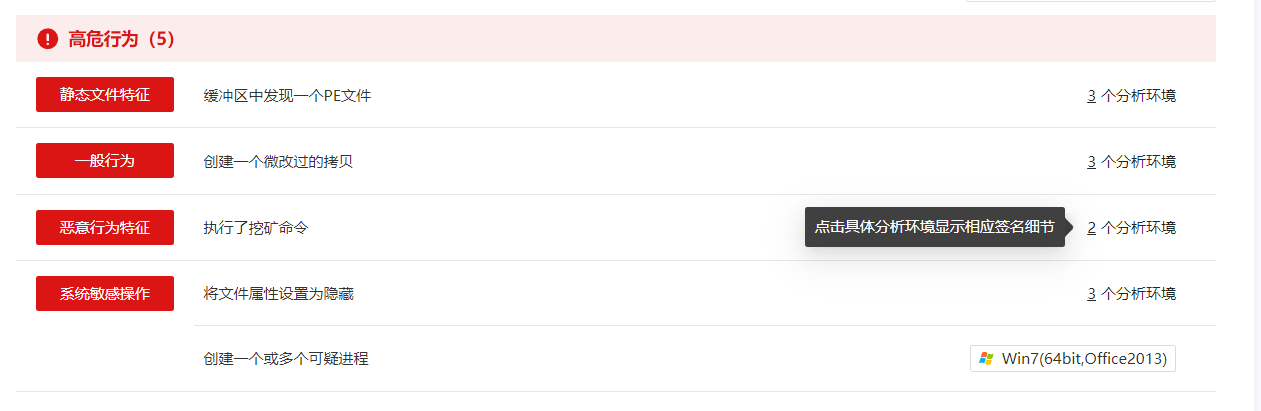 高危行为（5）
静态文件特征 缓冲区中发现一个PE文件 3 个分析环境
一般行为 创建一个微改过的拷贝 3 个分析环境
恶意行为特征 执行了挖矿命令 点击具体分析环境显示相应签名细节 2 个分析环境
系统敏感操作 将文件属性设置为隐藏 3 个分析环境
创建一个或多个可疑进程 Win7(64bit,Office2013)